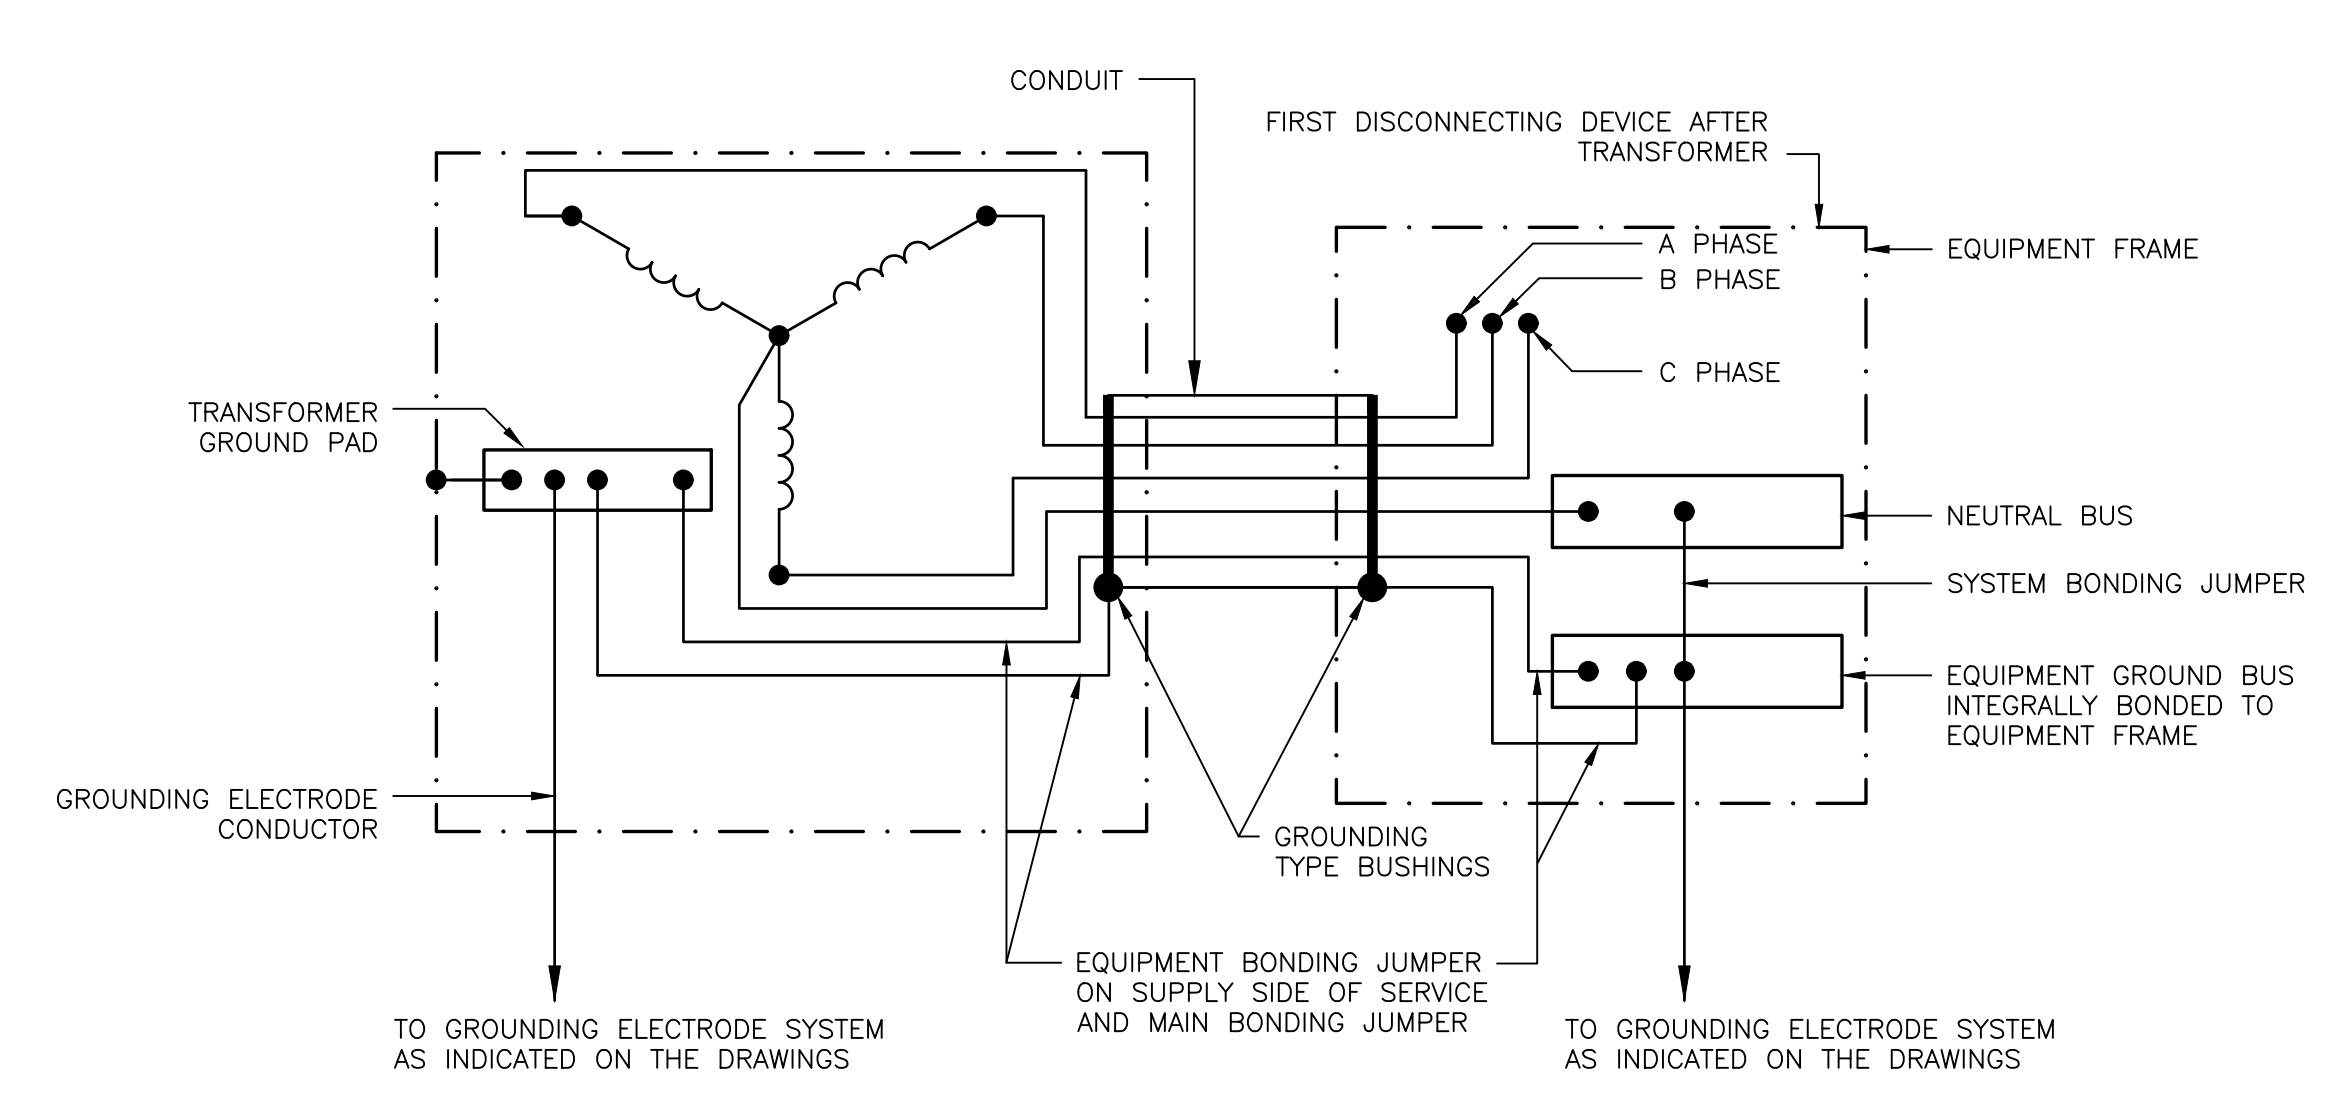 CONDUIT
FIRST DISCONNECTING DEVICE AFTER
TRANSFORMER
A PHASE
EQUIPMENT FRAME
B PHASE
C PHASE
TRANSFORMER
GROUND PAD
NEUTRAL BUS
SYSTEM BONDING JUMPER
EQUIPMENT GROUND BUS
INTEGRALLY BONDED TO
EQUIPMENT FRAME
GROUNDING ELECTRODE
CONDUCTOR
GROUNDING
TYPE BUSHINGS
EQUIPMENT BONDING JUMPER
ON SUPPLY SIDE OF SERVICE
AND MAIN BONDING JUMPER
TO GROUNDING ELECTRODE SYSTEM
AS INDICATED ON THE DRAWINGS
TO GROUNDING ELECTRODE SYSTEM
AS INDICATED ON THE DRAWINGS